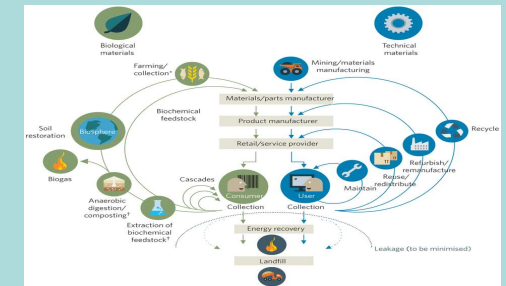 Biological
materials
Technical
materials
Farming/
collection*
Mining/materials
manufacturing
Materials/parts manufacturer
Biochemical
feedstock
Product manufacturer
Soil
restoration
Biosphere
Recycle
Retail/service provider
Refurbish/
remanufacture
Reuse/
redistribute
Maintain
Biogas
Cascades
Consumer
User
Anaerobic
digestion/
composting†
Collection
Collection
Extraction of
biochemical
feedstock†
Energy recovery
Leakage (to be minimised)
Landfill